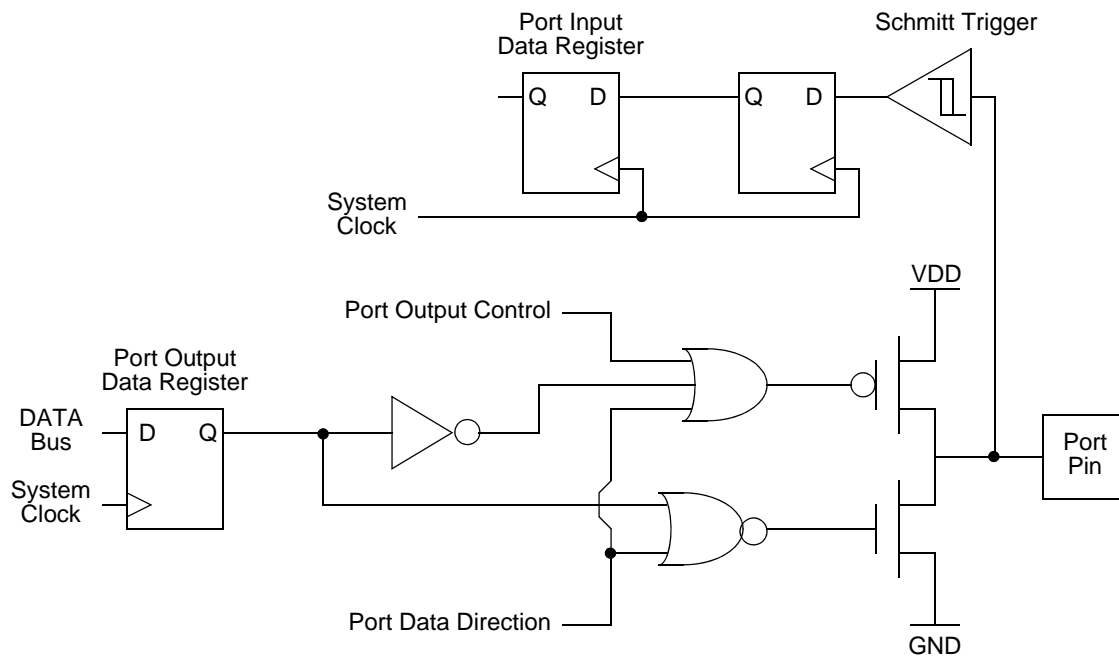 Port Input
Data Register
Schmitt Trigger
Q
D
Q
D
System
Clock
VDD
Port Output Control
Port Output
Data Register
DATA
Bus
D
Q
Port
Pin
System
Clock
Port Data Direction
GND